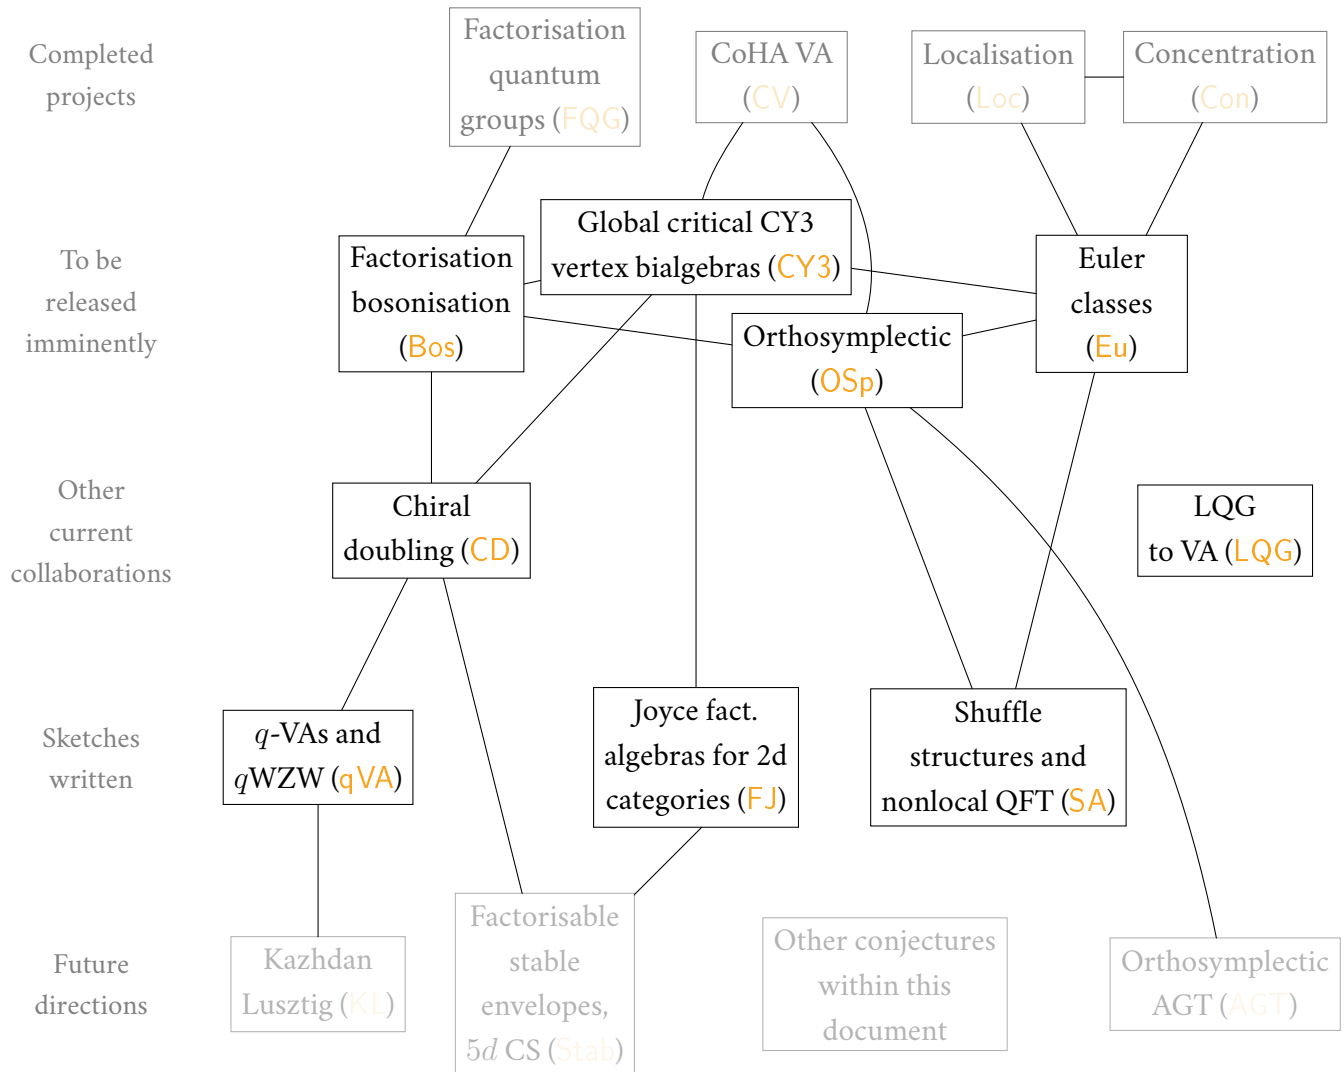 Completed
projects
Factorisation
quantum
groups (FQG)
CoHA VA
(CV)
Localisation
(Loc)
Concentration
(Con)
To be
released
imminently
Factorisation
bosonisation
(Bos)
Global critical CY3
vertex bialgebras (CY3)
Orthosymplectic
(OSp)
Euler
classes
(Eu)
Other
current
collaborations
Chiral
doubling (CD)
LQG
to VA (LQG)
Sketches
written
q-VAs and
qWZW (qVA)
Joyce fact.
algebras for 2d
categories (FJ)
Shuffle
structures and
nonlocal QFT (SA)
Future
directions
Kazhdan
Lusztig (KL)
Factorisable
stable
envelopes,
5d CS (Stab)
Other conjectures
within this
document
Orthosymplectic
AGT (AGT)